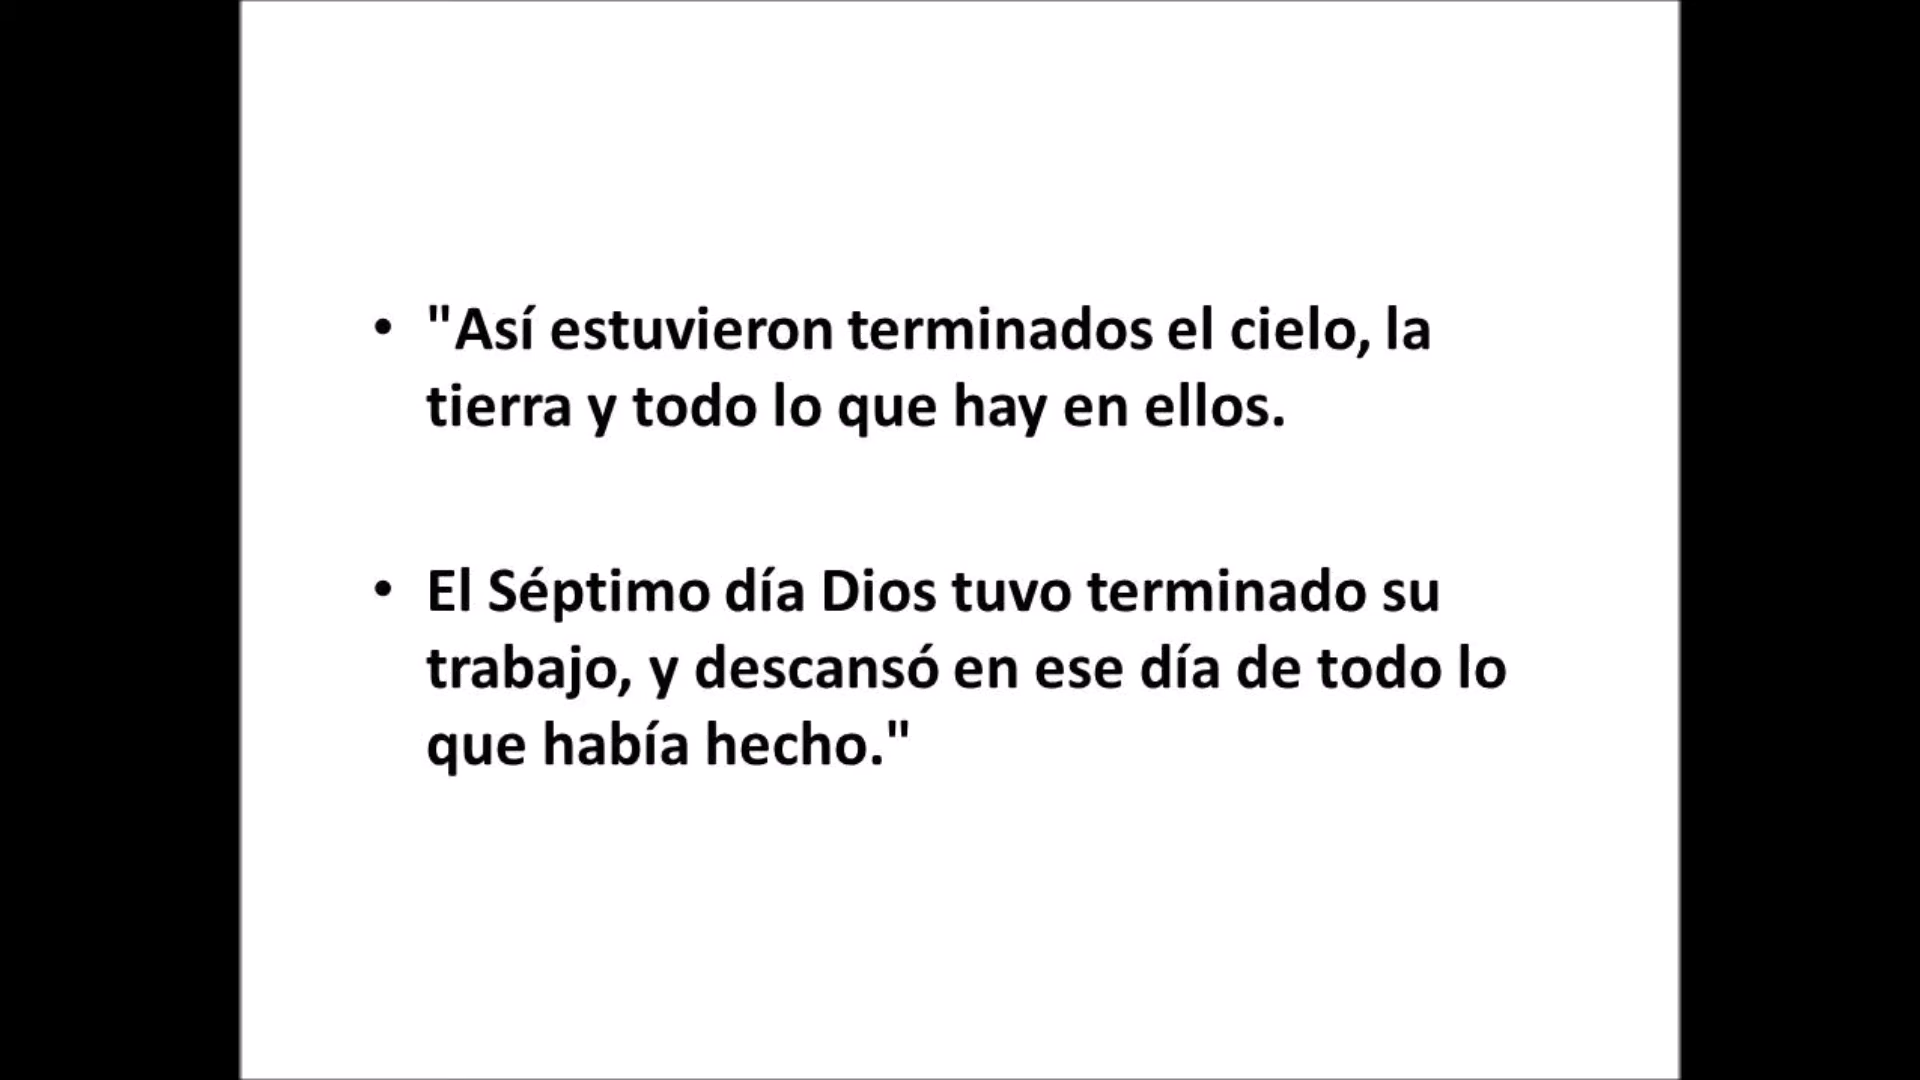 • "Así estuvieron terminados el cielo, la
tierra y todo lo que hay en ellos.
• El Séptimo día Dios tuvo terminado su
trabajo, y descansó en ese día de todo lo
que había hecho."